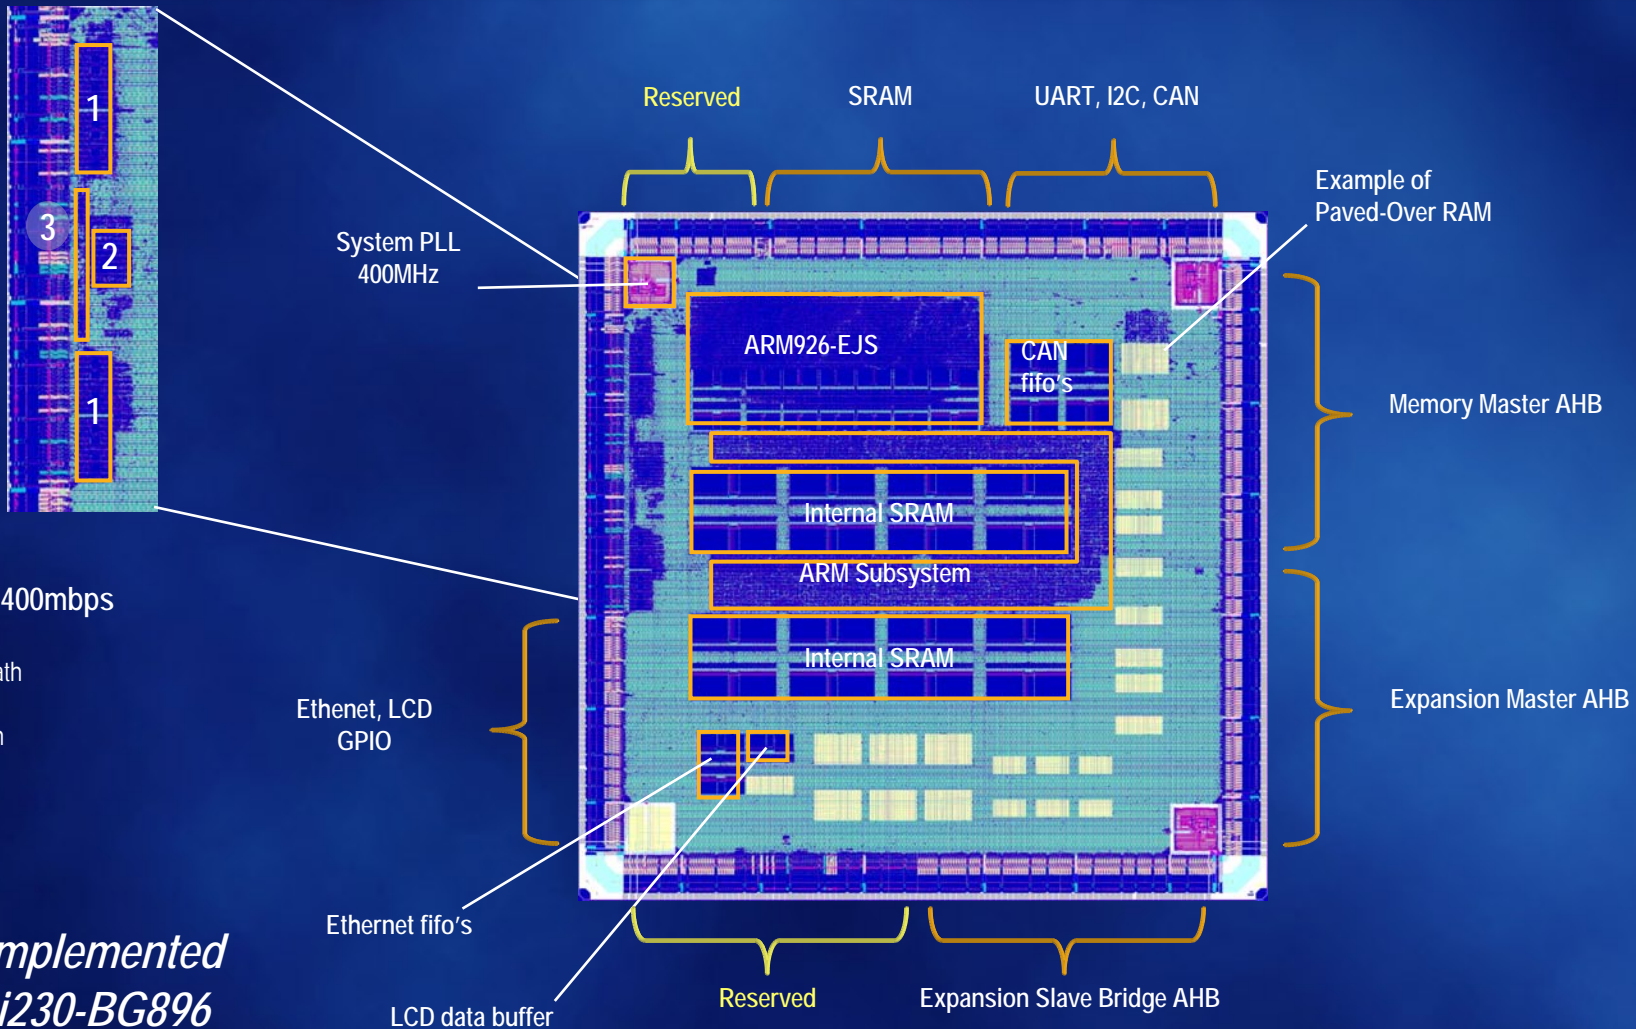 1
3
2
1
Reserved
SRAM
UART, I2C, CAN
Example of
Paved-Over RAM
System PLL
400MHz
ARM926-EJS
CAN
fifo's
Memory Master AHB
Internal SRAM
ARM Subsystem
400mbps
Internal SRAM
Ethenet, LCD
GPIO
Expansion Master AHB
Ethernet fifo's
LCD data buffer
Reserved
Expansion Slave Bridge AHB
mplemented
i230-BG896